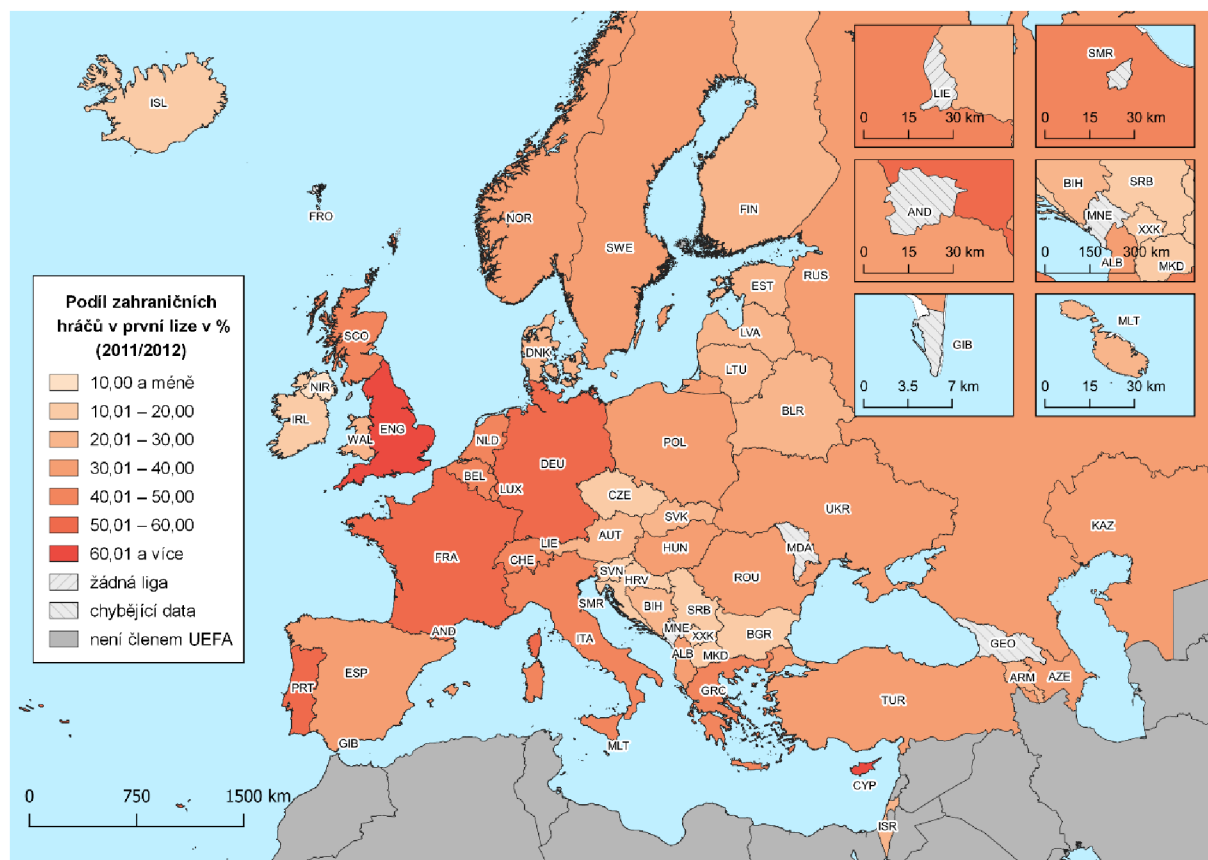 ISL
FRO
NOR
SWE
FIN
RUS
EST
LVA
LTU
BLR
DNK
SCO
NIR
IRL
WAL
ENG
NLD
BEL
LUX
DEU
POL
CZE
SVK
UKR
KAZ
FRA
CHE
LIE
AUT
HUN
MDA
ROU
SVN
HRV
BIH
SRB
SMR
ITA
MNE
XXK
BGR
ALB
MKD
GRC
AND
ESP
PRT
GIB
MLT
TUR
CYP
ISR
GEO
ARM
AZE
Podíl zahraničních
hráčů v první lize v %
(2011/2012)
10,00 a méně
10,01 – 20,00
20,01 – 30,00
30,01 – 40,00
40,01 – 50,00
50,01 – 60,00
60,01 a více
žádná liga
chybějící data
není členem UEFA
0 750 1500 km
LIE
0 15 30 km
SMR
0 15 30 km
AND
0 15 30 km
BIH
SRB
MNE
XXK
0 150 300 km
ALB
MKD
GIB
0 3.5 7 km
MLT
0 15 30 km